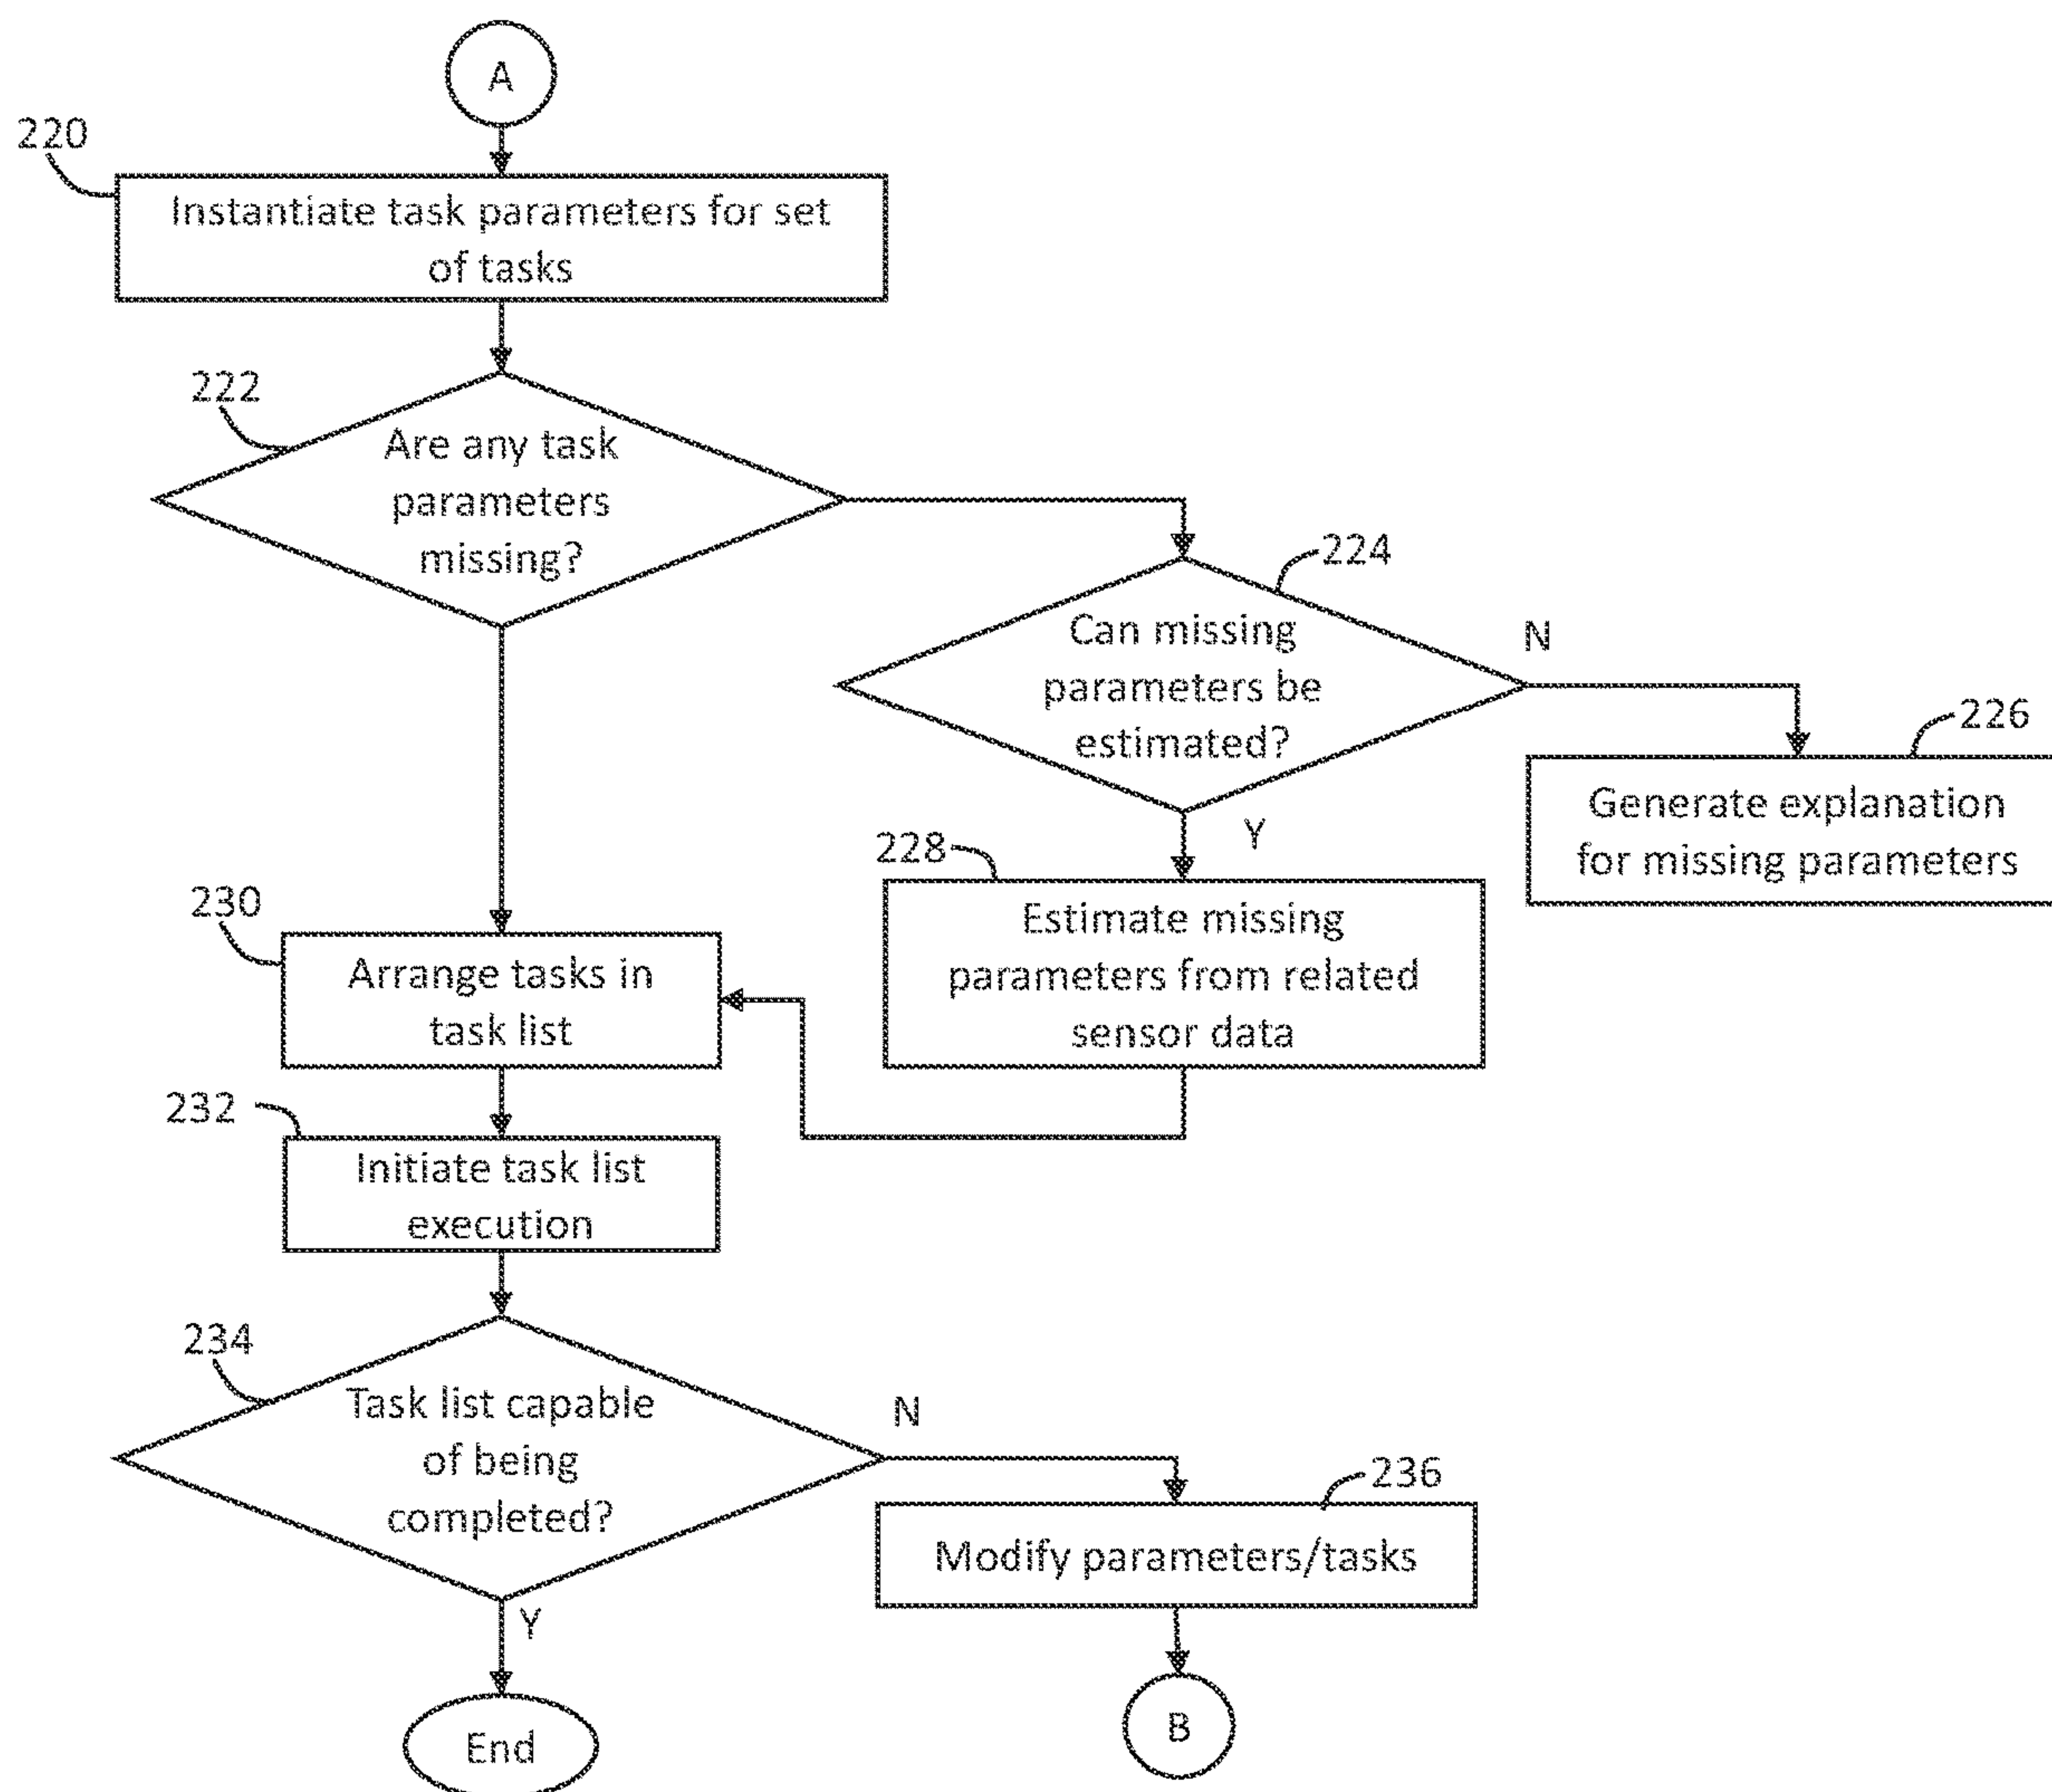 A
220
Instantiate task parameters for set
of tasks
222
Are any task
parameters
missing?
224
Can missing
parameters be
estimated?
N
226
Generate explanation
for missing parameters
Y
228
Estimate missing
parameters from related
sensor data
230
Arrange tasks in
task list
232
Initiate task list
execution
234
Task list capable
of being
completed?
N
236
Modify parameters/tasks
Y
End
B